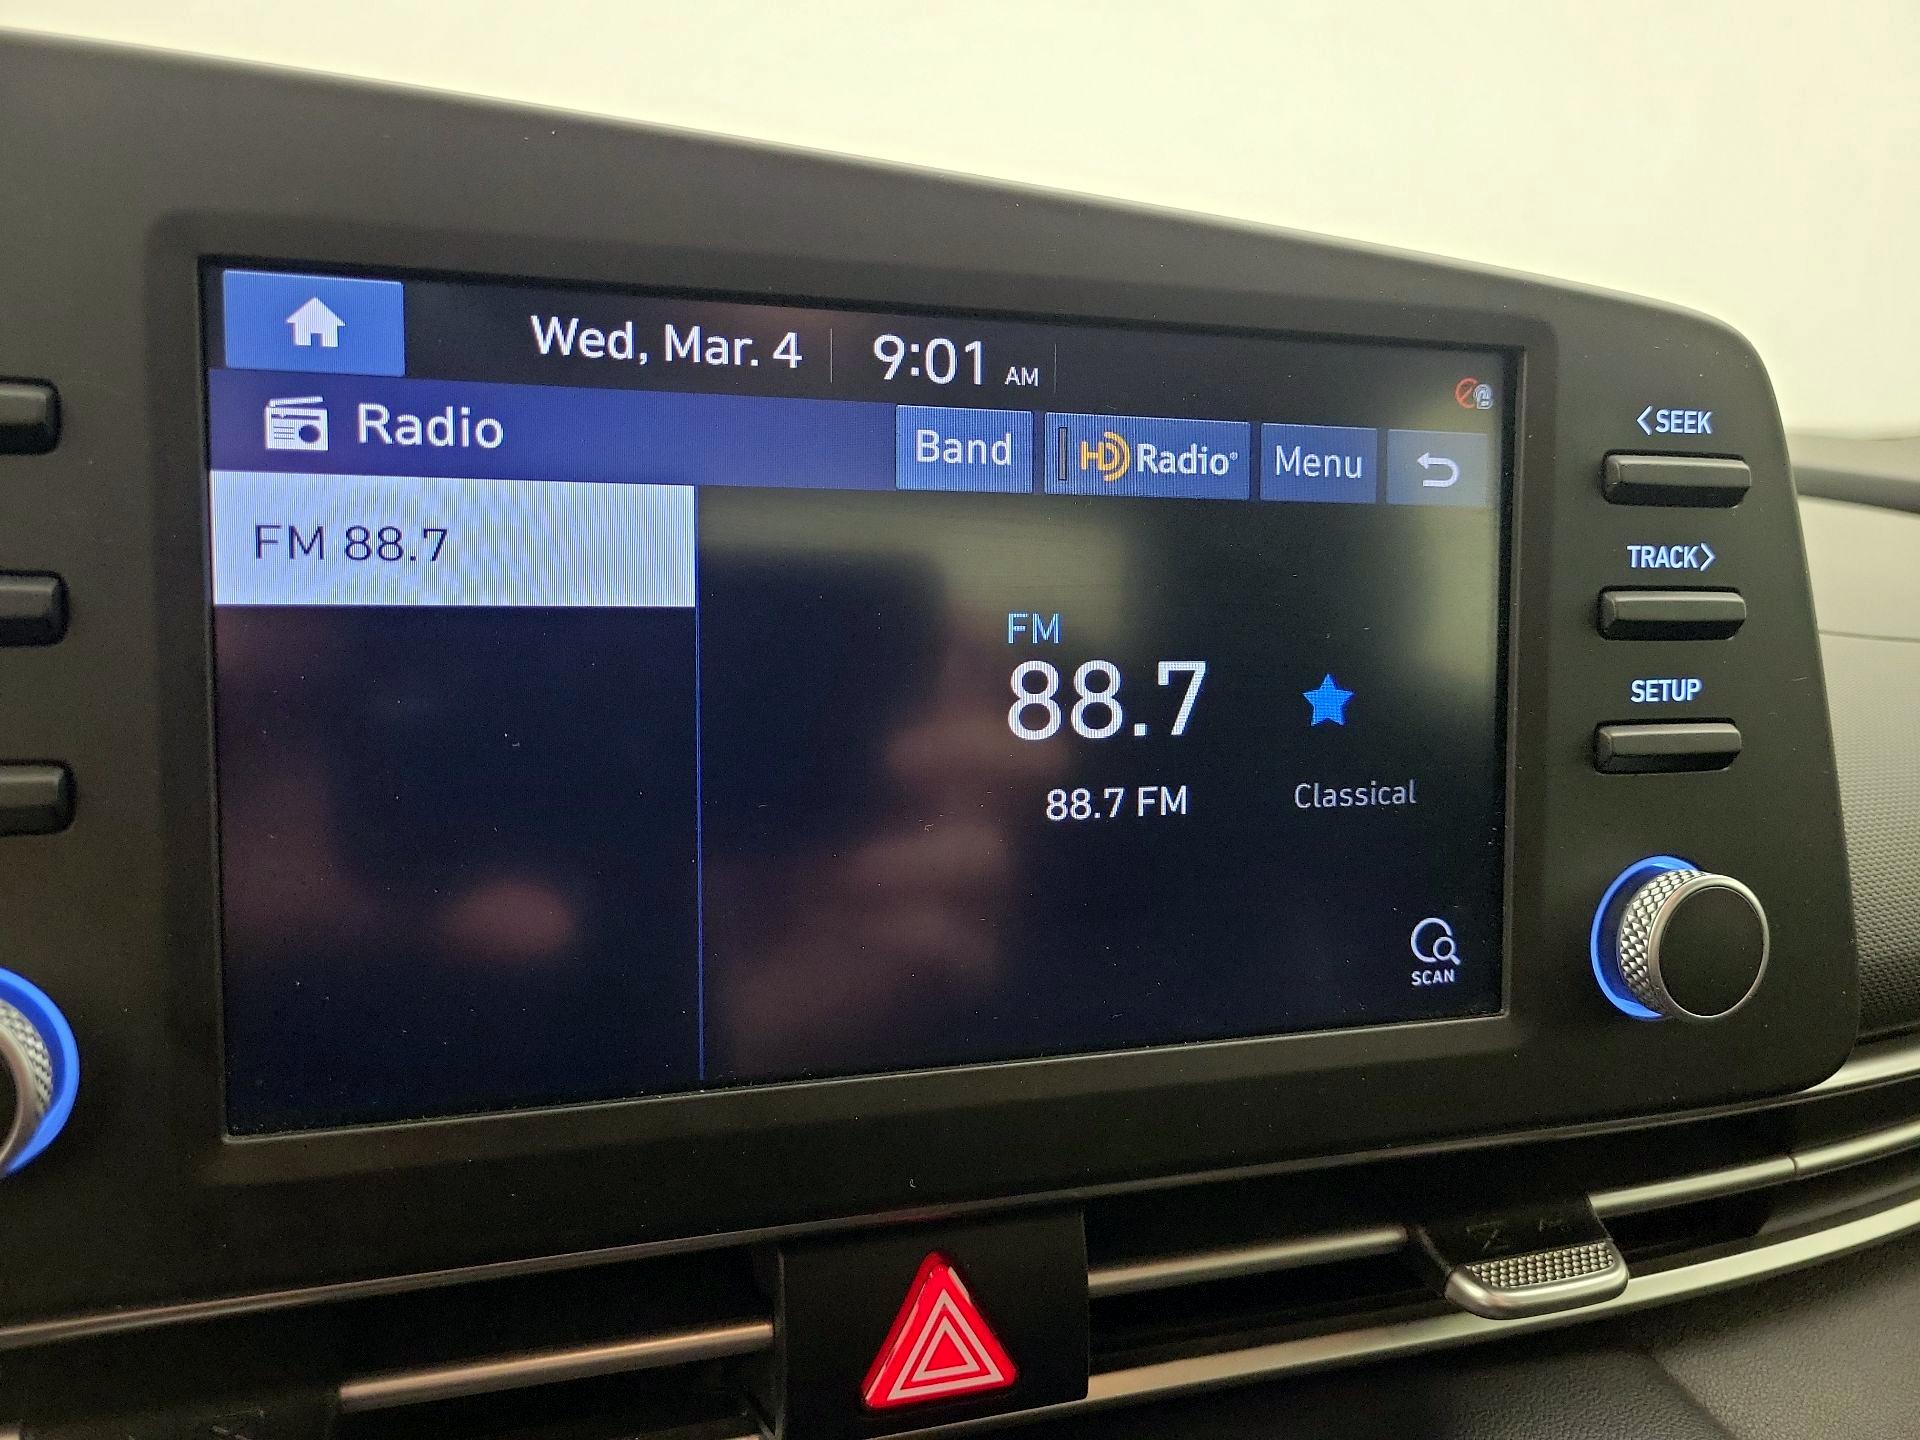 Wed, Mar. 4 9:01 AM
Radio
Band HD Radio® Menu
<SEEK
FM 88.7
TRACK>
FM
88.7
SETUP
88.7 FM Classical
SCAN